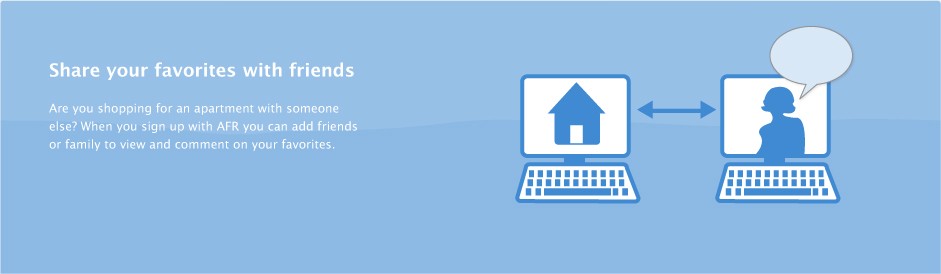 Share your favorites with friends
Are you shopping for an apartment with someone
else? When you sign up with AFR you can add friends
or family to view and comment on your favorites.